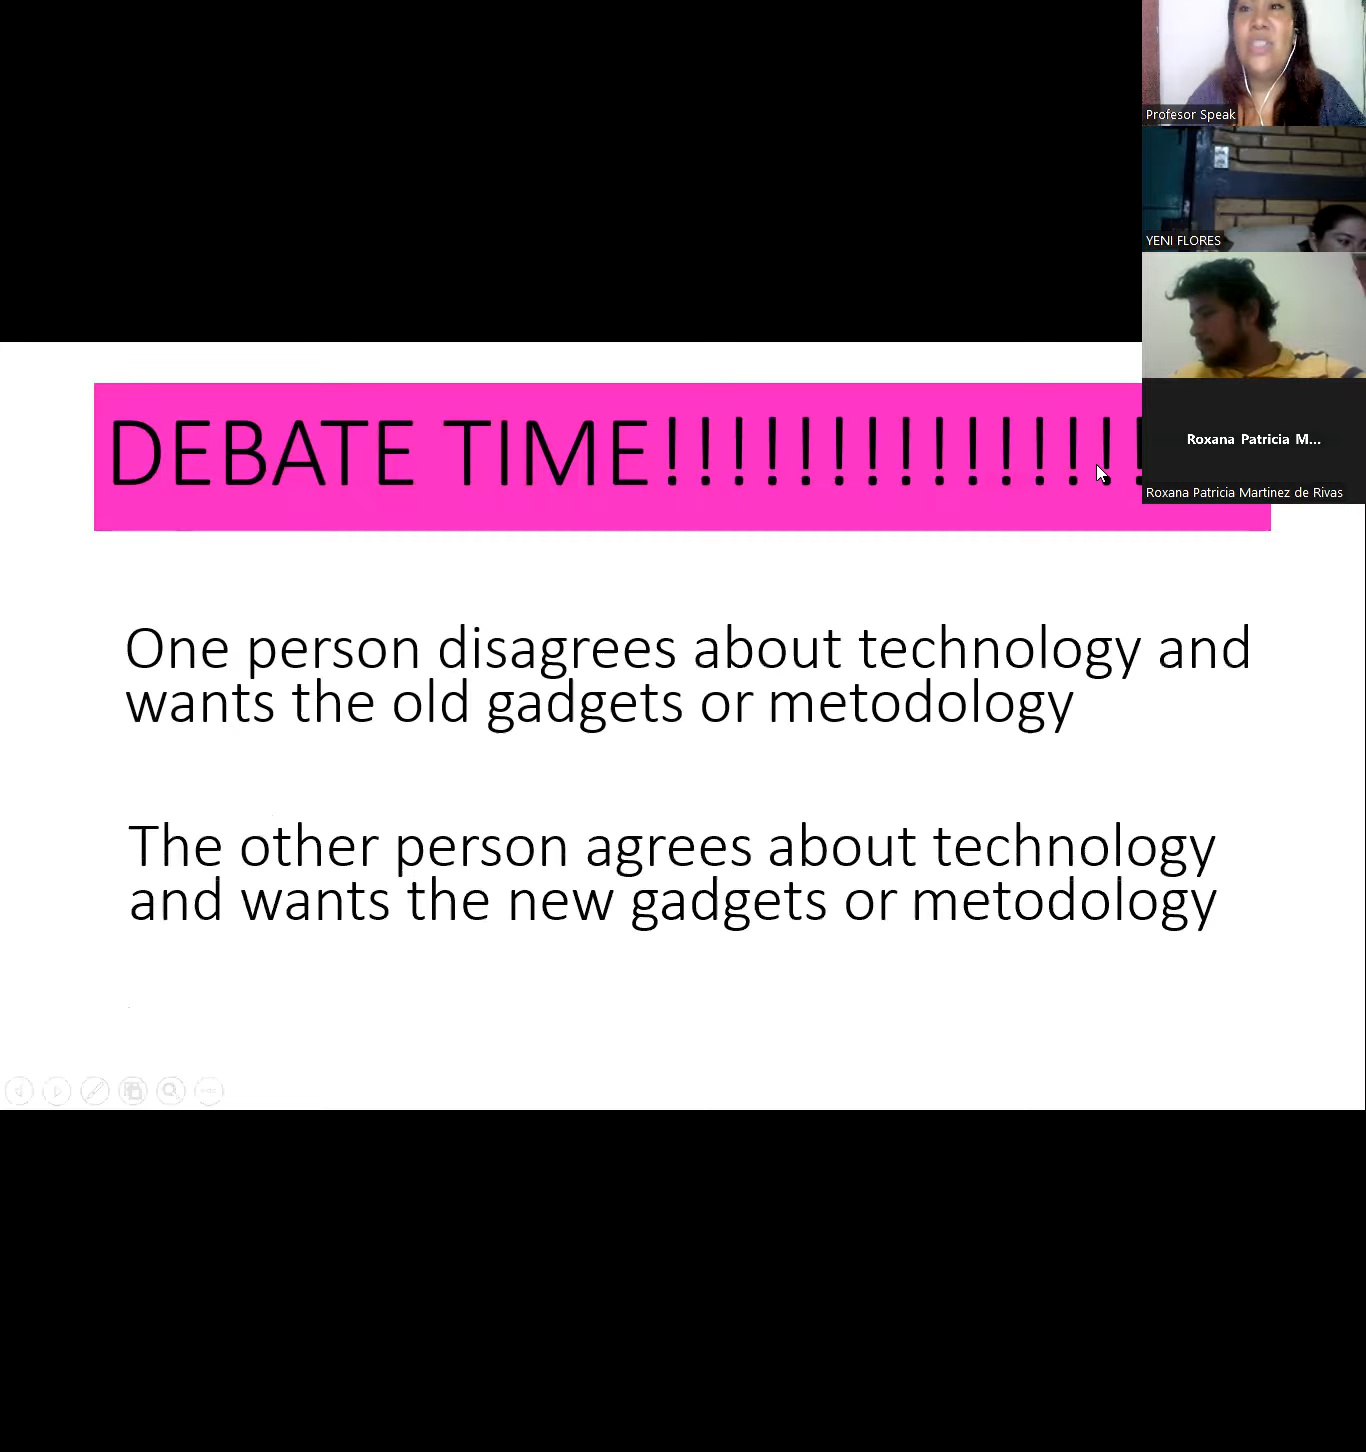 Profesor Speak
YENI FLORES
Roxana Patricia M...
Roxana Patricia Martinez de Rivas
DEBATE TIME!!!!!!!!!!!!!!!
One person disagrees about technology and
wants the old gadgets or metodology
The other person agrees about technology
and wants the new gadgets or metodology